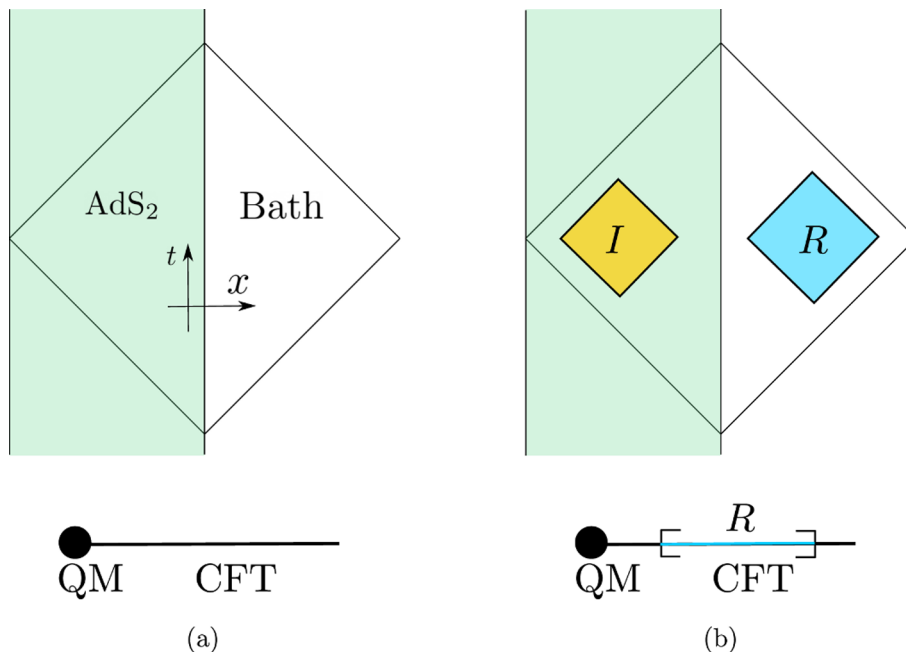 AdS₂ Bath
t x
I R
R
QM CFT
QM CFT
(a)
(b)